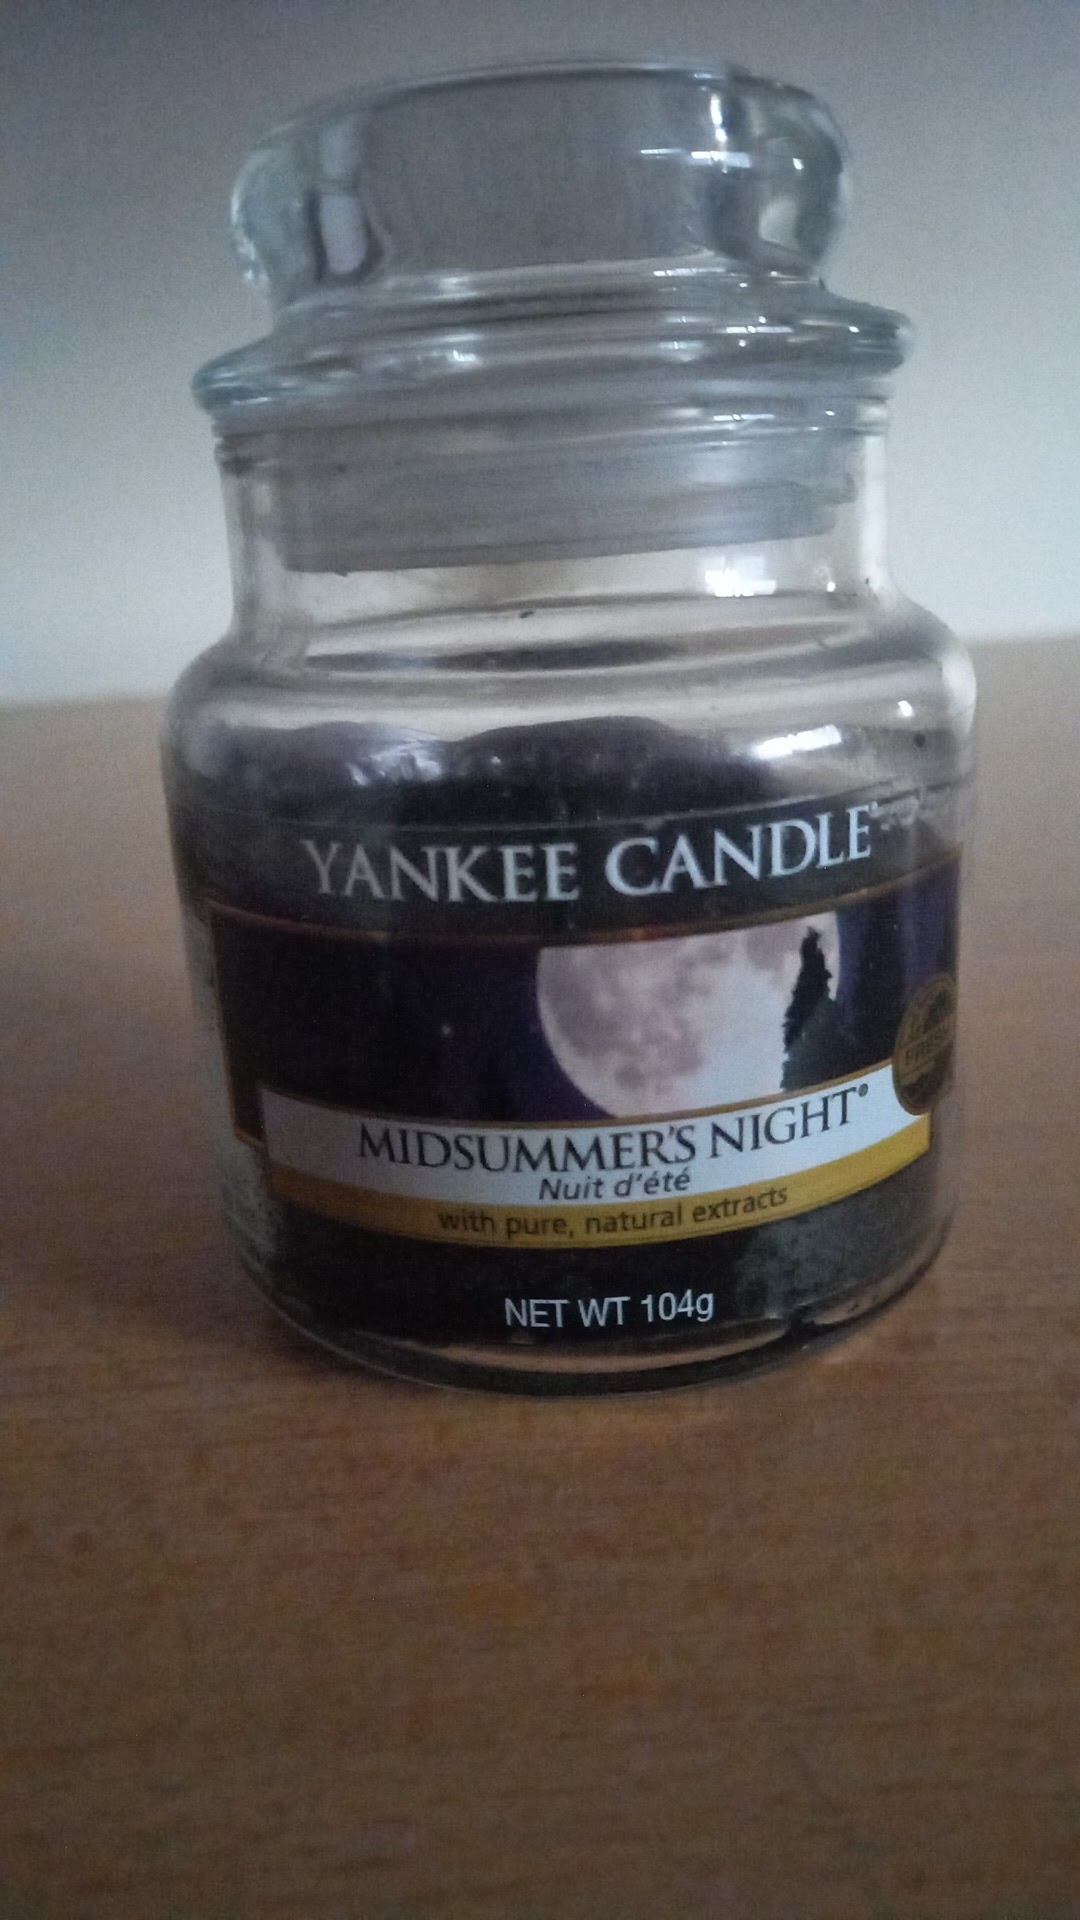 YANKEE CANDLE®
MIDSUMMER'S NIGHT®
Nuit d'été
with pure, natural extracts
NET WT 104g